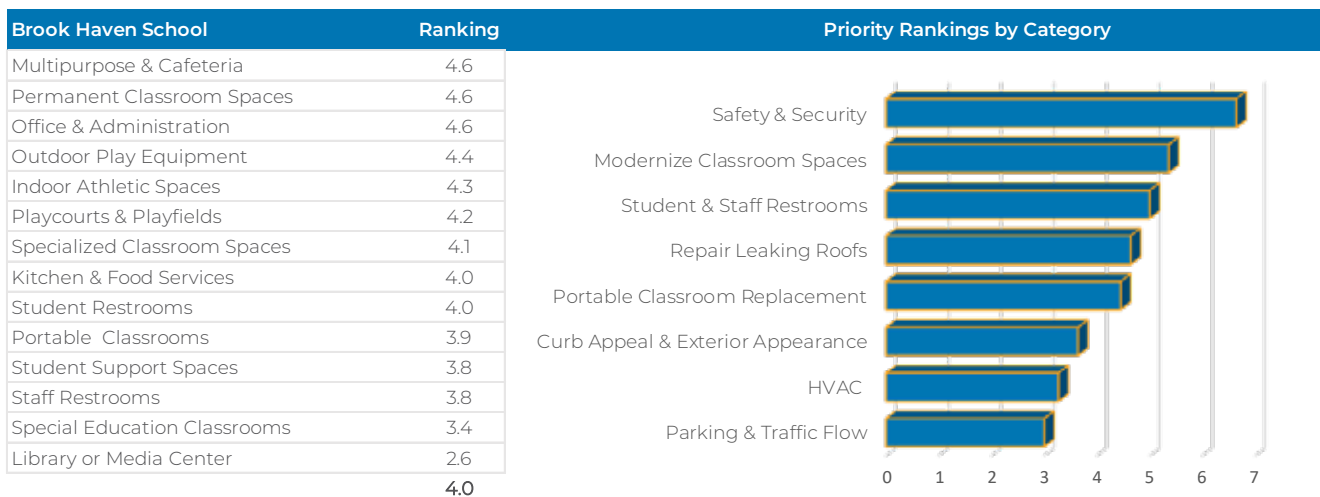 Brook Haven School Ranking
Multipurpose & Cafeteria 4.6
Permanent Classroom Spaces 4.6
Office & Administration 4.6
Outdoor Play Equipment 4.4
Indoor Athletic Spaces 4.3
Playcourts & Playfields 4.2
Specialized Classroom Spaces 4.1
Kitchen & Food Services 4.0
Student Restrooms 4.0
Portable Classrooms 3.9
Student Support Spaces 3.8
Staff Restrooms 3.8
Special Education Classrooms 3.4
Library or Media Center 2.6
4.0
Priority Rankings by Category
Safety & Security
Modernize Classroom Spaces
Student & Staff Restrooms
Repair Leaking Roofs
Portable Classroom Replacement
Curb Appeal & Exterior Appearance
HVAC
Parking & Traffic Flow
0 1 2 3 4 5 6 7